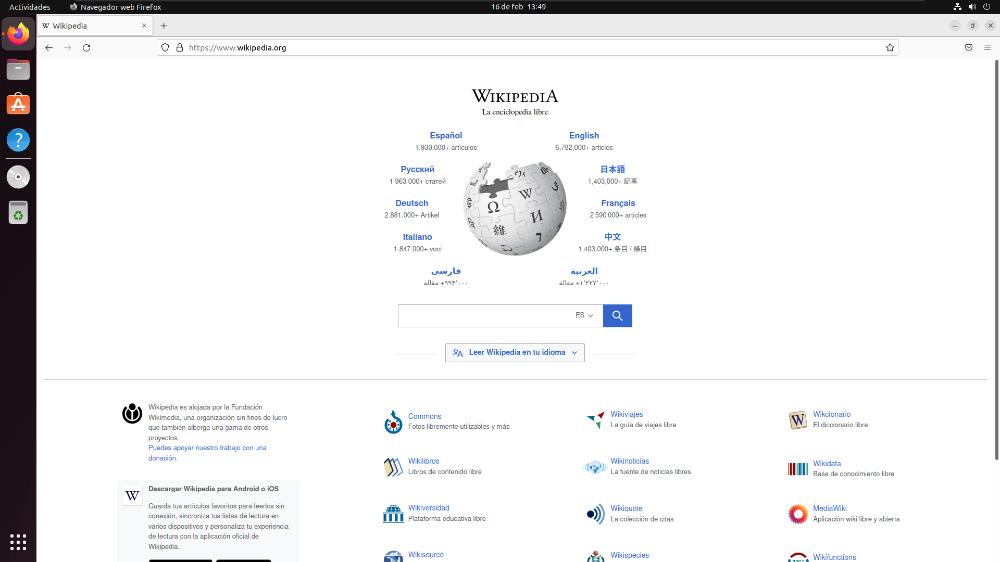 Actividades
Navegador web Firefox
16 de feb 13:49
Wikipedia
https://www.wikipedia.org
WIKIPEDIA
La enciclopedia libre
Español
1.930.000+ artículos
English
6,782,000+ articles
Русский
1 963 000+ статей
日本語
1,403,000+ 記事
Deutsch
2.881.000+ Artikel
Français
2 590 000+ articles
Italiano
1.847.000+ voci
中文
1,403,000+ 条目 / 條目
فارسی
۹۹۳٬۰۰۰+ مقاله
العربية
١٬٢٢٧٬٠٠٠+ مقالة
Ω
W
И
維
ウィ
ES
Leer Wikipedia en tu idioma
Wikipedia es alojada por la Fundación
Wikimedia, una organización sin fines de lucro
que también alberga una gama de otros
proyectos.
Puedes apoyar nuestro trabajo con una
donación.
Descargar Wikipedia para Android o iOS
Guarda tus artículos favoritos para leerlos sin
conexión, sincroniza tus listas de lectura en
varios dispositivos y personaliza tu experiencia
de lectura con la aplicación oficial de
Wikipedia.
Commons
Fotos libremente utilizables y más
Wikiviajes
La guía de viajes libre
Wikcionario
El diccionario libre
Wikilibros
Libros de contenido libre
Wikinoticias
La fuente de noticias libres
Wikidata
Base de conocimiento libre
Wikiversidad
Plataforma educativa libre
Wikiquote
La colección de citas
MediaWiki
Aplicación wiki libre y abierta
Wikisource
Wikispecies
Wikifunctions